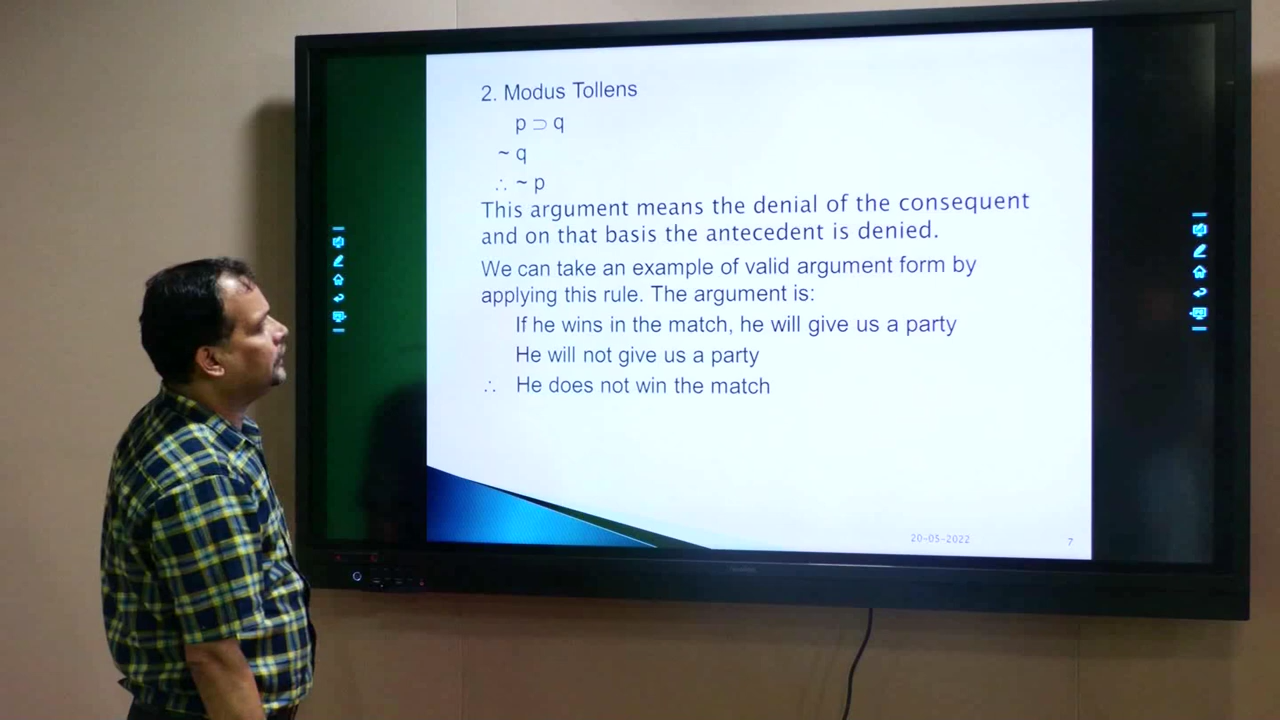 2. Modus Tollens
p ⊃ q
~ q
∴ ~ p
This argument means the denial of the consequent
and on that basis the antecedent is denied.
We can take an example of valid argument form by
applying this rule. The argument is:
If he wins in the match, he will give us a party
He will not give us a party
∴ He does not win the match
20-05-2022 7